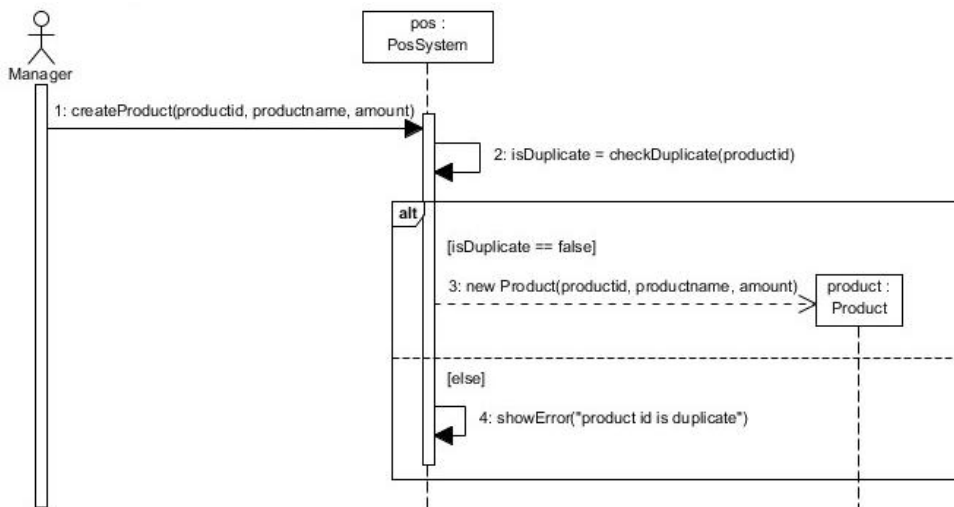 Manager
pos :
PosSystem
1: createProduct(productid, productname, amount)
2: isDuplicate = checkDuplicate(productid)
alt
[isDuplicate == false]
3: new Product(productid, productname, amount)
product :
Product
[else]
4: showError("product id is duplicate")